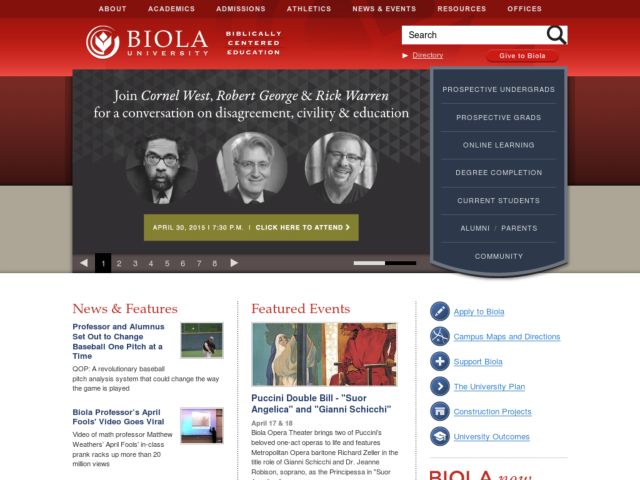 ABOUT ACADEMICS ADMISSIONS ATHLETICS NEWS & EVENTS RESOURCES OFFICES
BIOLA
UNIVERSITY
BIBLICALLY
CENTERED
EDUCATION
Search
Directory
Give to Biola
Join Cornel West, Robert George & Rick Warren
for a conversation on disagreement, civility & education
APRIL 30, 2015 | 7:30 P.M. | CLICK HERE TO ATTEND
1 2 3 4 5 6 7 8
PROSPECTIVE UNDERGRADS
PROSPECTIVE GRADS
ONLINE LEARNING
DEGREE COMPLETION
CURRENT STUDENTS
ALUMNI / PARENTS
COMMUNITY
News & Features
Professor and Alumnus
Set Out to Change
Baseball One Pitch at a
Time
QOP: A revolutionary baseball
pitch analysis system that could change the way
the game is played
Biola Professor's April
Fools' Video Goes Viral
Video of math professor Matthew
Weathers' April Fools' in-class
prank racks up more than 20
million views
Featured Events
Puccini Double Bill - "Suor
Angelica" and "Gianni Schicchi"
April 17 & 18
Biola Opera Theater brings two of Puccini's
beloved one-act operas to life and features
Metropolitan Opera baritone Richard Zeller in the
title role of Gianni Schicchi and Dr. Jeanne
Robison, soprano, as the Principessa in "Suor
Apply to Biola
Campus Maps and Directions
Support Biola
The University Plan
Construction Projects
University Outcomes
BIOLA now